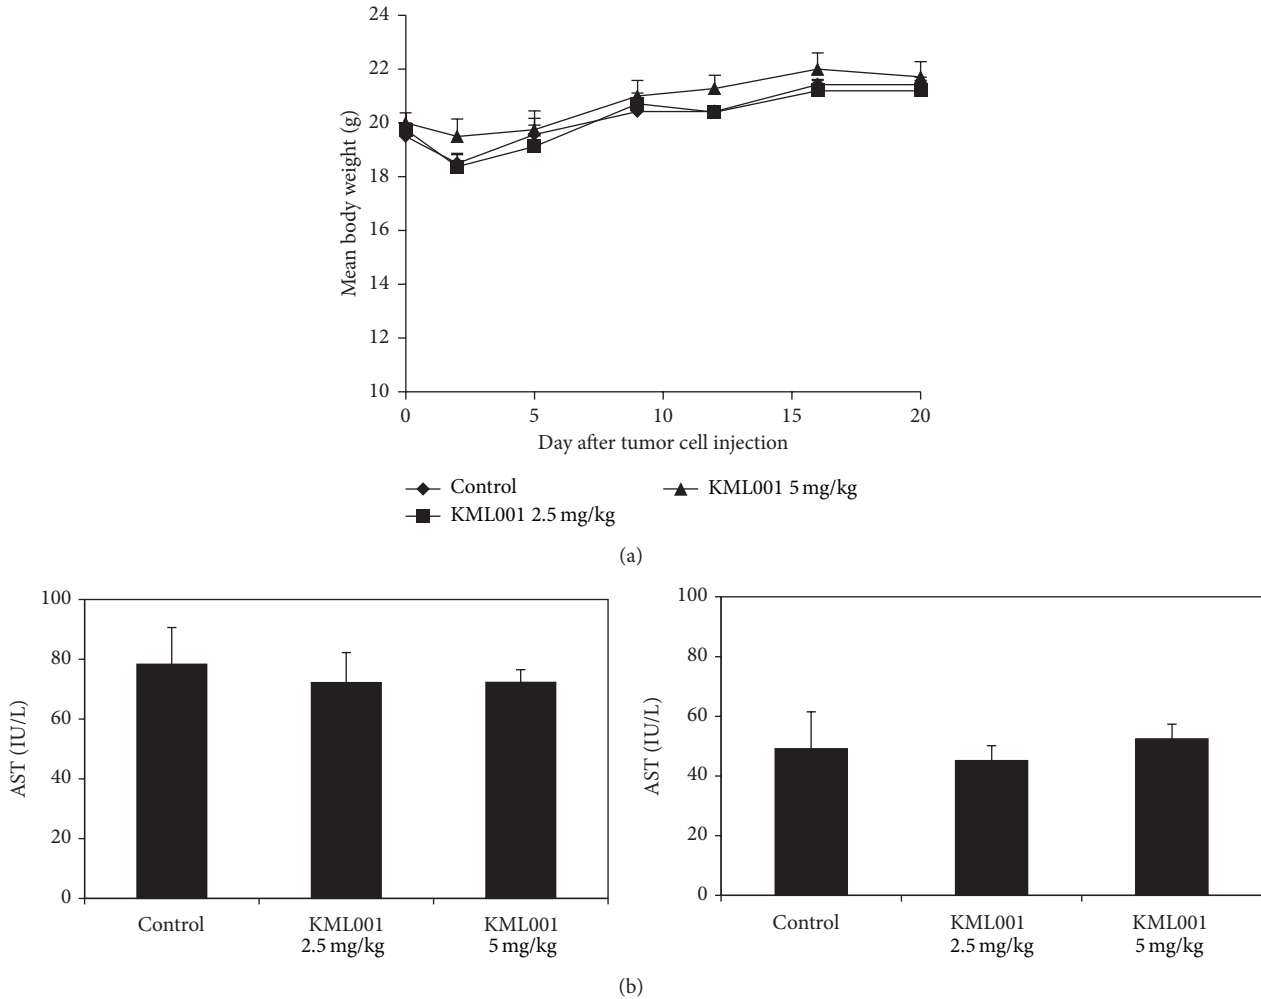 24
22
20
18
16
14
12
10
Mean body weight (g)
0 5 10 15 20
Day after tumor cell injection
Control
KML001 5 mg/kg
KML001 2.5 mg/kg
(a)
100
80
60
40
20
0
AST (IU/L)
Control KML001 KML001
2.5 mg/kg 5 mg/kg
100
80
60
40
20
0
AST (IU/L)
Control KML001 KML001
2.5 mg/kg 5 mg/kg
(b)